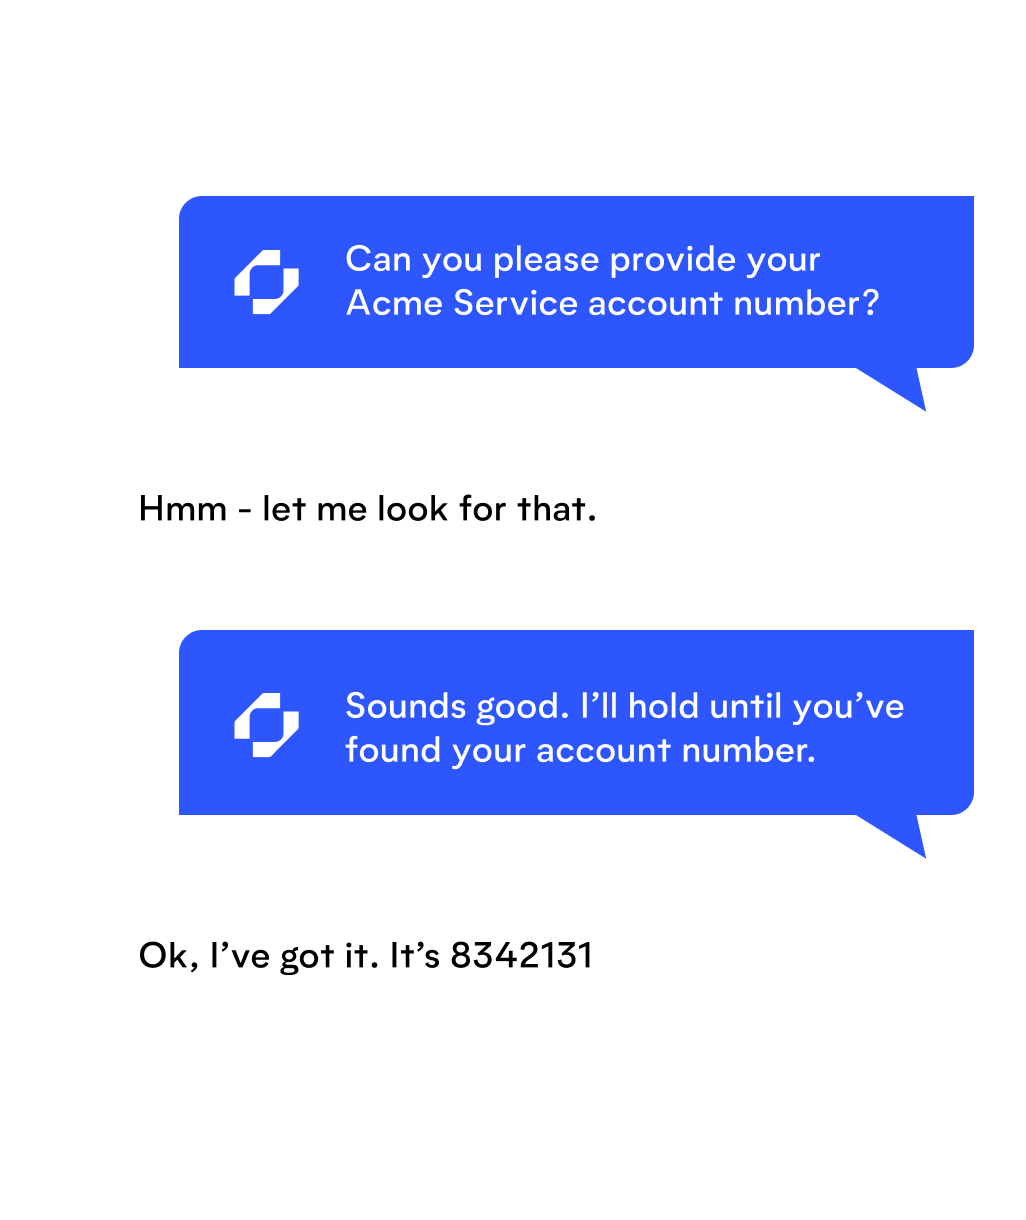 Can you please provide your
Acme Service account number?
Hmm - let me look for that.
Sounds good. I’ll hold until you’ve
found your account number.
Ok, I’ve got it. It’s 8342131